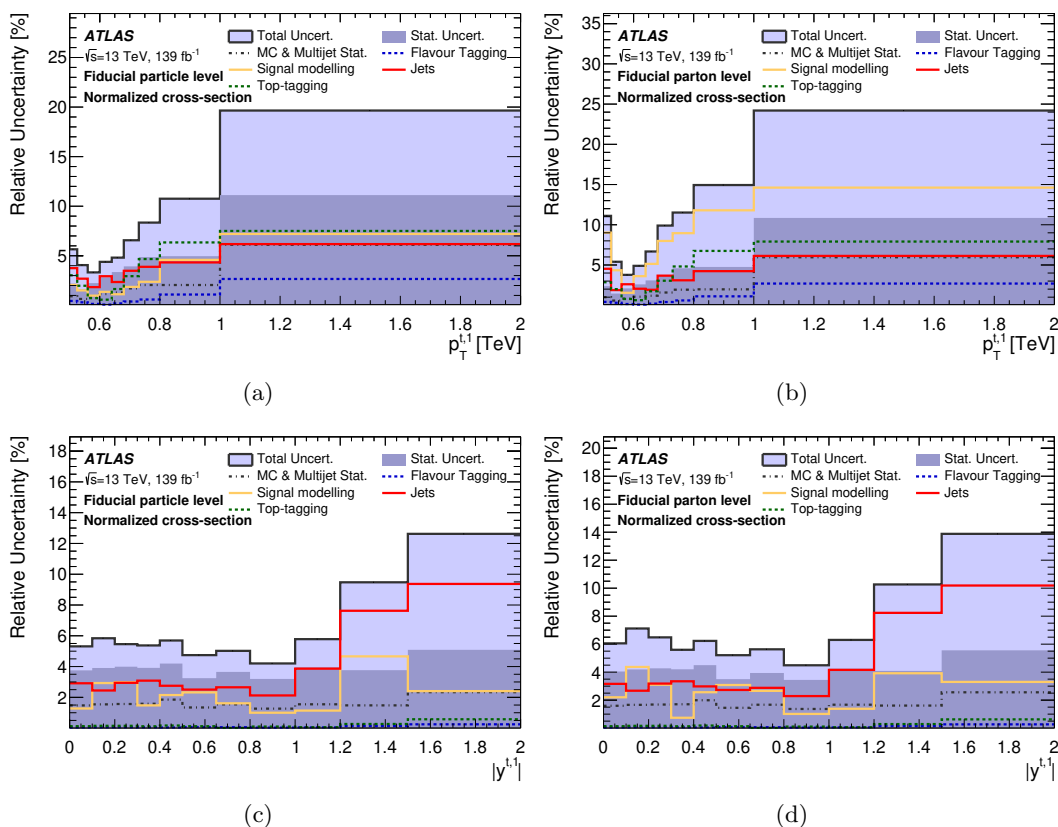 Relative Uncertainty [%]
ATLAS
√s=13 TeV, 139 fb⁻¹
Fiducial particle level
Normalized cross-section
Total Uncert.
Stat. Uncert.
MC & Multijet Stat.
Flavour Tagging
Signal modelling
Jets
Top-tagging
25
20
15
10
5
0.6 0.8 1 1.2 1.4 1.6 1.8 2
p_T^{t,1} [TeV]
(a)
Relative Uncertainty [%]
ATLAS
√s=13 TeV, 139 fb⁻¹
Fiducial parton level
Normalized cross-section
Total Uncert.
Stat. Uncert.
MC & Multijet Stat.
Flavour Tagging
Signal modelling
Jets
Top-tagging
35
30
25
20
15
10
5
0.6 0.8 1 1.2 1.4 1.6 1.8 2
p_T^{t,1} [TeV]
(b)
Relative Uncertainty [%]
ATLAS
√s=13 TeV, 139 fb⁻¹
Fiducial particle level
Normalized cross-section
Total Uncert.
Stat. Uncert.
MC & Multijet Stat.
Flavour Tagging
Signal modelling
Jets
Top-tagging
18
16
14
12
10
8
6
4
2
0 0.2 0.4 0.6 0.8 1 1.2 1.4 1.6 1.8 2
|y^{t,1}|
(c)
Relative Uncertainty [%]
ATLAS
√s=13 TeV, 139 fb⁻¹
Fiducial parton level
Normalized cross-section
Total Uncert.
Stat. Uncert.
MC & Multijet Stat.
Flavour Tagging
Signal modelling
Jets
Top-tagging
20
18
16
14
12
10
8
6
4
2
0 0.2 0.4 0.6 0.8 1 1.2 1.4 1.6 1.8 2
|y^{t,1}|
(d)